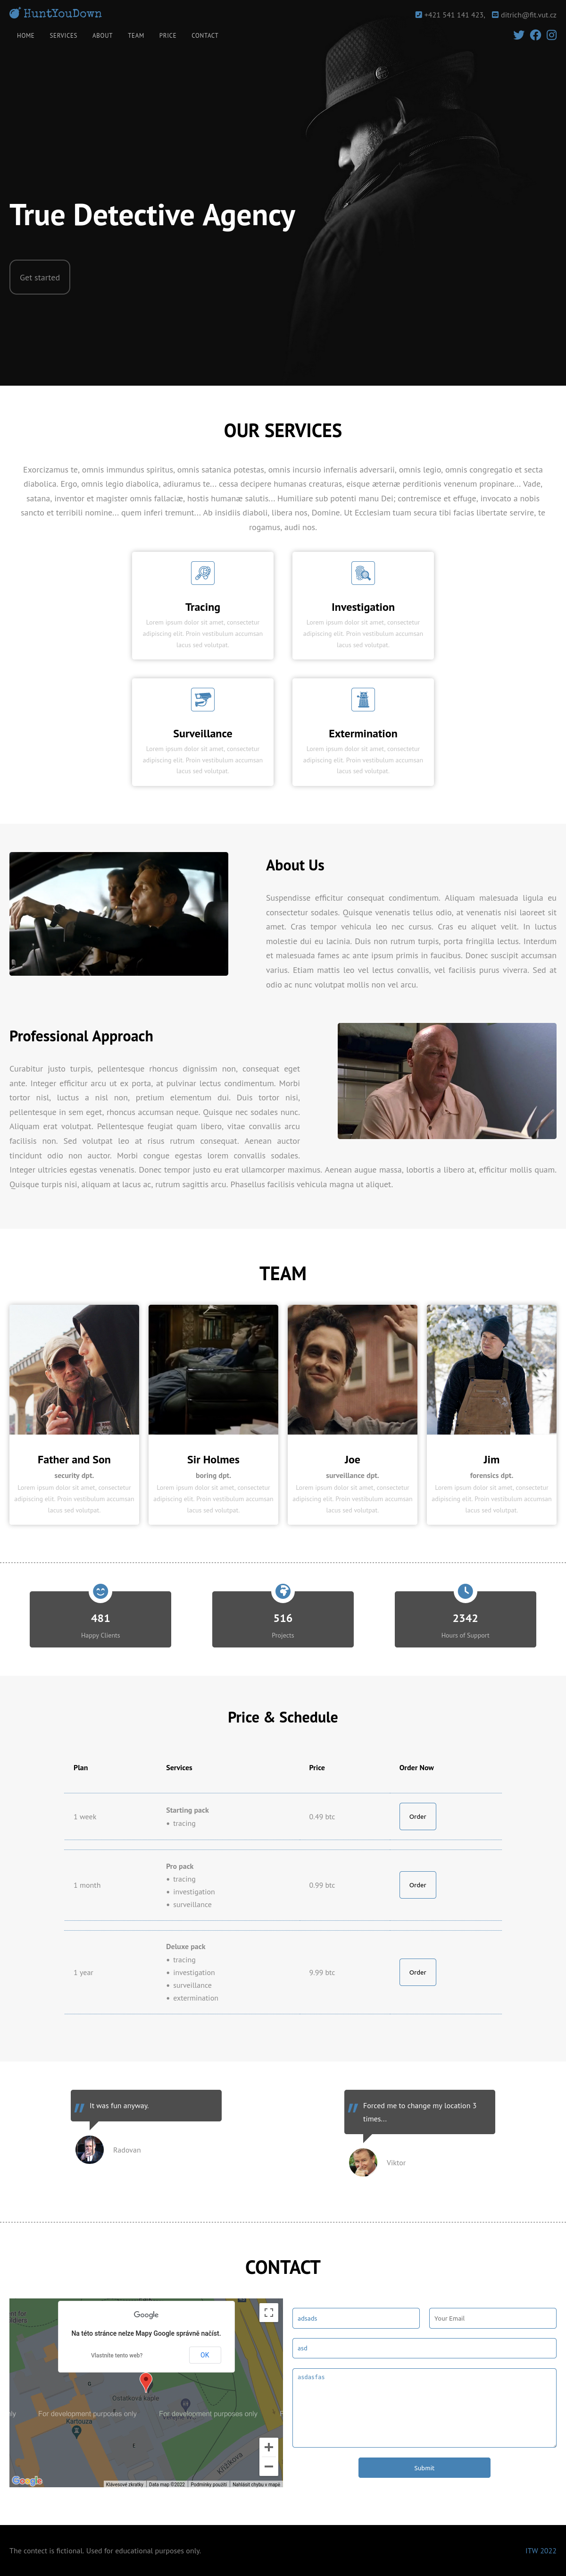 HuntYouDown
+421 541 141 423, ditrich@fit.vut.cz
HOME SERVICES ABOUT TEAM PRICE CONTACT
True Detective Agency
Get started
OUR SERVICES
Exorcizamus te, omnis immundus spiritus, omnis satanica potestas, omnis incursio infernalis adversarii, omnis legio, omnis congregatio et secta
diabolica. Ergo, omnis legio diabolica, adiuramus te... cessa decipere humanas creaturas, eisque æternæ perditionis venenum propinare... Vade,
satana, inventor et magister omnis fallaciæ, hostis humanæ salutis... Humiliare sub potenti manu Dei; contremisce et effuge, invocato a nobis
sancto et terribili nomine... quem inferi tremunt... Ab insidiis diaboli, libera nos, Domine. Ut Ecclesiam tuam secura tibi facias libertate servire, te
rogamus, audi nos.
Tracing
Lorem ipsum dolor sit amet, consectetur
adipiscing elit. Proin vestibulum accumsan
lacus sed volutpat.
Investigation
Lorem ipsum dolor sit amet, consectetur
adipiscing elit. Proin vestibulum accumsan
lacus sed volutpat.
Surveillance
Lorem ipsum dolor sit amet, consectetur
adipiscing elit. Proin vestibulum accumsan
lacus sed volutpat.
Extermination
Lorem ipsum dolor sit amet, consectetur
adipiscing elit. Proin vestibulum accumsan
lacus sed volutpat.
About Us
Suspendisse efficitur consequat condimentum. Aliquam malesuada ligula eu
consectetur sodales. Quisque venenatis tellus odio, at venenatis nisi laoreet sit
amet. Cras tempor vehicula leo nec cursus. Cras eu aliquet velit. In luctus
molestie dui eu lacinia. Duis non rutrum turpis, porta fringilla lectus. Interdum
et malesuada fames ac ante ipsum primis in faucibus. Donec suscipit accumsan
varius. Etiam mattis leo vel lectus convallis, vel facilisis purus viverra. Sed at
odio ac nunc volutpat mollis non vel arcu.
Professional Approach
Curabitur justo turpis, pellentesque rhoncus dignissim non, consequat eget
ante. Integer efficitur arcu ut ex porta, at pulvinar lectus condimentum. Morbi
tortor nisl, luctus a nisl non, pretium elementum dui. Duis tortor nisi,
pellentesque in sem eget, rhoncus accumsan neque. Quisque nec sodales nunc.
Aliquam erat volutpat. Pellentesque feugiat quam libero, vitae convallis arcu
facilisis non. Sed volutpat leo at risus rutrum consequat. Aenean auctor
tincidunt odio non auctor. Morbi congue egestas lorem convallis sodales.
Integer ultricies egestas venenatis. Donec tempor justo eu erat ullamcorper maximus. Aenean augue massa, lobortis a libero at, efficitur mollis quam.
Quisque turpis nisi, aliquam at lacus ac, rutrum sagittis arcu. Phasellus facilisis vehicula magna ut aliquet.
TEAM
Father and Son
security dpt.
Lorem ipsum dolor sit amet, consectetur
adipiscing elit. Proin vestibulum accumsan
lacus sed volutpat.
Sir Holmes
boring dpt.
Lorem ipsum dolor sit amet, consectetur
adipiscing elit. Proin vestibulum accumsan
lacus sed volutpat.
Joe
surveillance dpt.
Lorem ipsum dolor sit amet, consectetur
adipiscing elit. Proin vestibulum accumsan
lacus sed volutpat.
Jim
forensics dpt.
Lorem ipsum dolor sit amet, consectetur
adipiscing elit. Proin vestibulum accumsan
lacus sed volutpat.
481
Happy Clients
516
Projects
2342
Hours of Support
Price & Schedule
Plan Services Price Order Now
1 week
Starting pack
• tracing
0.49 btc
Order
1 month
Pro pack
• tracing
• investigation
• surveillance
0.99 btc
Order
1 year
Deluxe pack
• tracing
• investigation
• surveillance
• extermination
9.99 btc
Order
It was fun anyway.
Radovan
Forced me to change my location 3
times...
Viktor
CONTACT
Google
Na této stránce nelze Mapy Google správně načíst.
Vlastníte tento web? OK
Ostatková kaple
For development purposes only For development purposes only
Kartouza
Křižíkova
Google
Klávesové zkratky Data map ©2022 Podmínky použití Nahlásit chybu v mapě
adsads
Your Email
asd
asdasfas
Submit
The contect is fictional. Used for educational purposes only.
ITW 2022